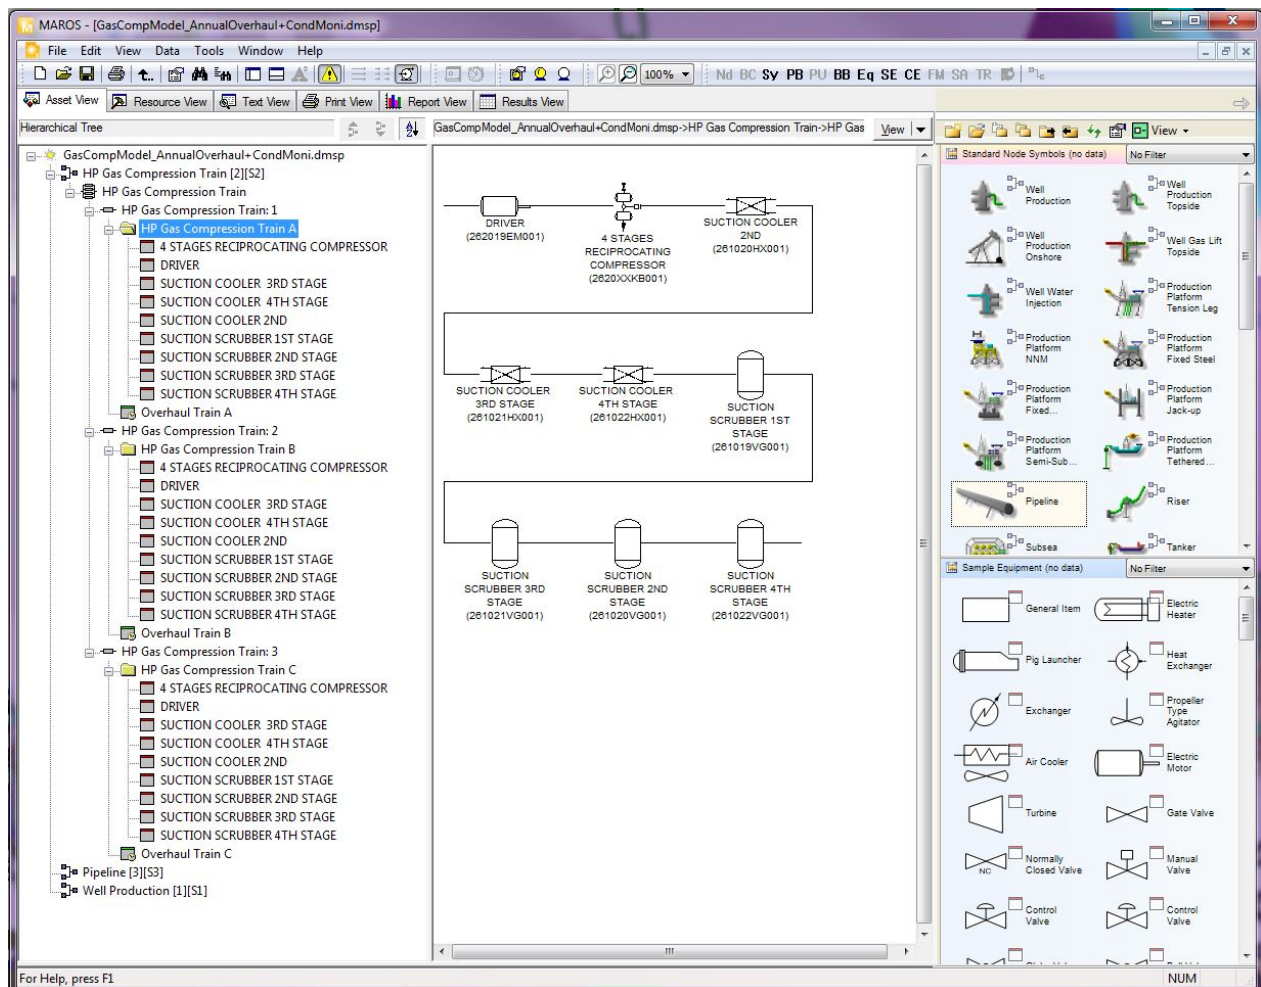 MAROS - [GasCompModel_AnnualOverhaul+CondMoni.dmsp]
File Edit View Data Tools Window Help
100%
Nd BC Sy PB PU BB Eq SE CE FM SA TR
Asset View Resource View Text View Print View Report View Results View
Hierarchical Tree
GasCompModel_AnnualOverhaul+CondMoni.dmsp
HP Gas Compression Train [2][S2]
HP Gas Compression Train
HP Gas Compression Train: 1
HP Gas Compression Train A
4 STAGES RECIPROCATING COMPRESSOR
DRIVER
SUCTION COOLER 3RD STAGE
SUCTION COOLER 4TH STAGE
SUCTION COOLER 2ND
SUCTION SCRUBBER 1ST STAGE
SUCTION SCRUBBER 2ND STAGE
SUCTION SCRUBBER 3RD STAGE
SUCTION SCRUBBER 4TH STAGE
Overhaul Train A
HP Gas Compression Train: 2
HP Gas Compression Train B
4 STAGES RECIPROCATING COMPRESSOR
DRIVER
SUCTION COOLER 3RD STAGE
SUCTION COOLER 4TH STAGE
SUCTION COOLER 2ND
SUCTION SCRUBBER 1ST STAGE
SUCTION SCRUBBER 2ND STAGE
SUCTION SCRUBBER 3RD STAGE
SUCTION SCRUBBER 4TH STAGE
Overhaul Train B
HP Gas Compression Train: 3
HP Gas Compression Train C
4 STAGES RECIPROCATING COMPRESSOR
DRIVER
SUCTION COOLER 3RD STAGE
SUCTION COOLER 4TH STAGE
SUCTION COOLER 2ND
SUCTION SCRUBBER 1ST STAGE
SUCTION SCRUBBER 2ND STAGE
SUCTION SCRUBBER 3RD STAGE
SUCTION SCRUBBER 4TH STAGE
Overhaul Train C
Pipeline [3][S3]
Well Production [1][S1]
GasCompModel_AnnualOverhaul+CondMoni.dmsp->HP Gas Compression Train->HP Gas
View
DRIVER
(262019EM001)
4 STAGES
RECIPROCATING
COMPRESSOR
(2620XXKB001)
SUCTION COOLER
2ND
(261020HX001)
SUCTION COOLER
3RD STAGE
(261021HX001)
SUCTION COOLER
4TH STAGE
(261022HX001)
SUCTION
SCRUBBER 1ST
STAGE
(261019VG001)
SUCTION
SCRUBBER 3RD
STAGE
(261021VG001)
SUCTION
SCRUBBER 2ND
STAGE
(261020VG001)
SUCTION
SCRUBBER 4TH
STAGE
(261022VG001)
View
Standard Node Symbols (no data)
No Filter
Well
Production
Well
Production
Topside
Well
Production
Onshore
Well Gas Lift
Topside
Well Water
Injection
Production
Platform
Tension Leg
Production
Platform
NNM
Production
Platform
Fixed Steel
Production
Platform
Fixed...
Production
Platform
Jack-up
Production
Platform
Semi-Sub...
Production
Platform
Tethered...
Pipeline
Riser
Subsea
Tanker
Sample Equipment (no data)
No Filter
General Item
Electric
Heater
Pig Launcher
Heat
Exchanger
Exchanger
Propeller
Type
Agitator
Air Cooler
Electric
Motor
Turbine
Gate Valve
NC
Normally
Closed Valve
Manual
Valve
Control
Valve
Control
Valve
For Help, press F1
NUM